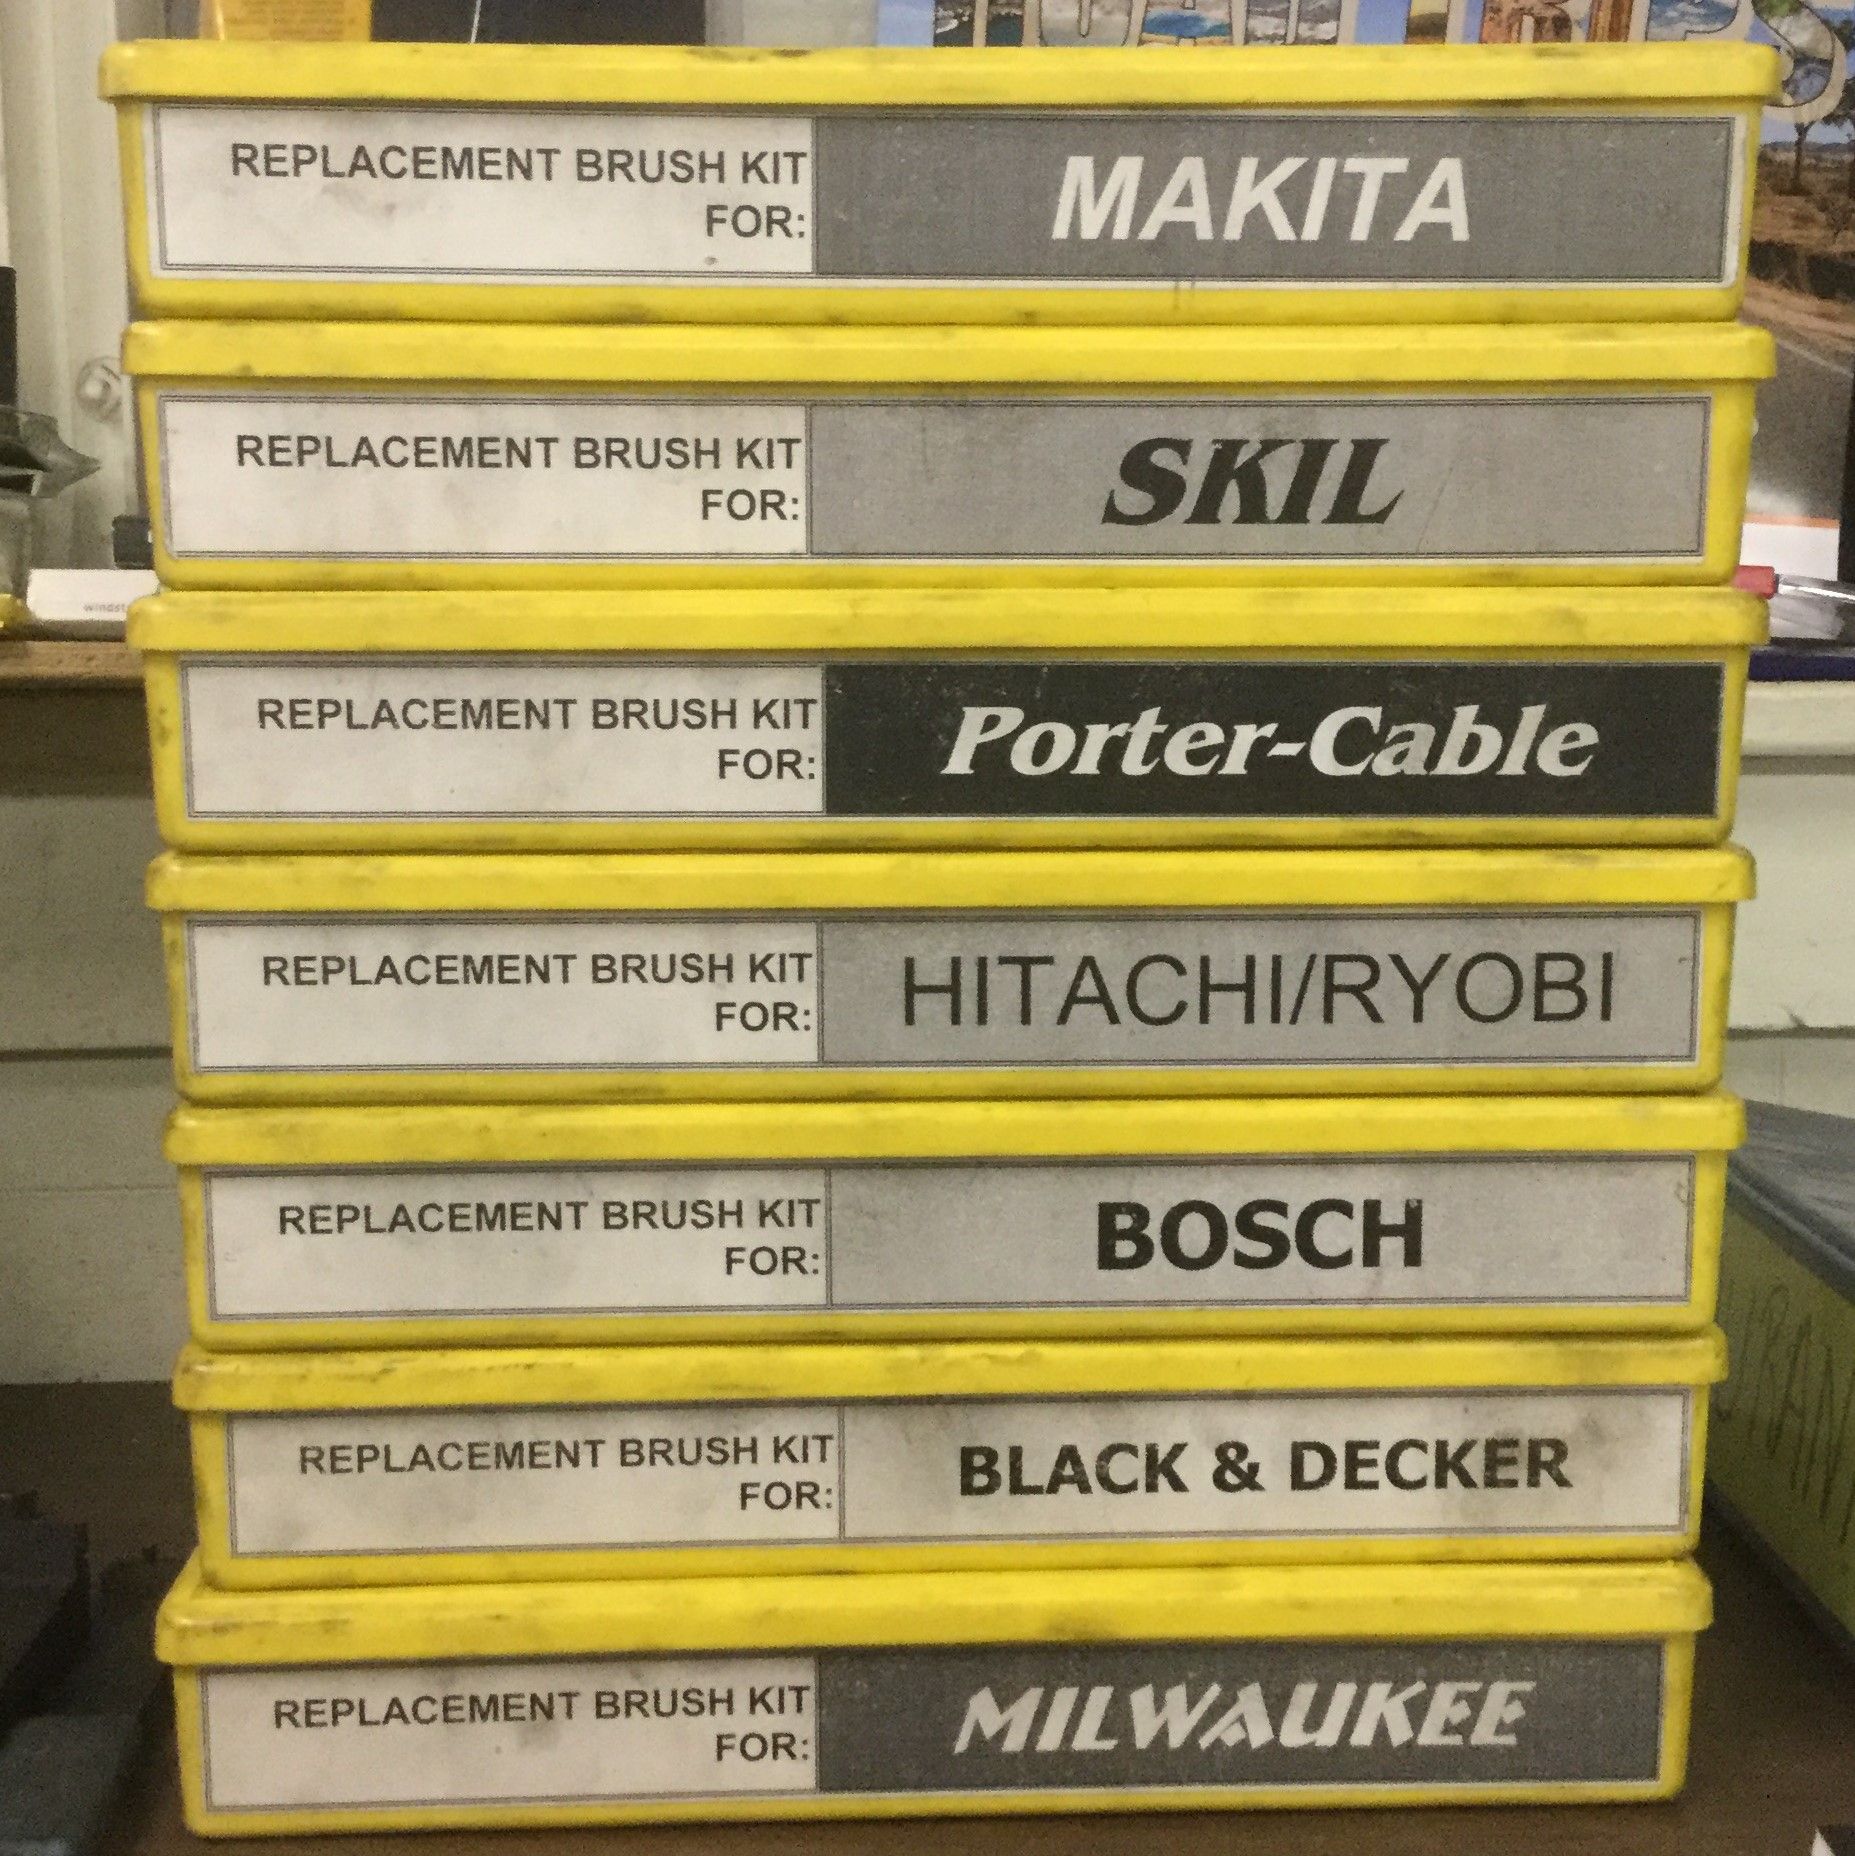 REPLACEMENT BRUSH KIT
FOR:
MAKITA
REPLACEMENT BRUSH KIT
FOR:
SKIL
REPLACEMENT BRUSH KIT
FOR:
Porter-Cable
REPLACEMENT BRUSH KIT
FOR:
HITACHI/RYOBI
REPLACEMENT BRUSH KIT
FOR:
BOSCH
REPLACEMENT BRUSH KIT
FOR:
BLACK & DECKER
REPLACEMENT BRUSH KIT
FOR:
MILWAUKEE